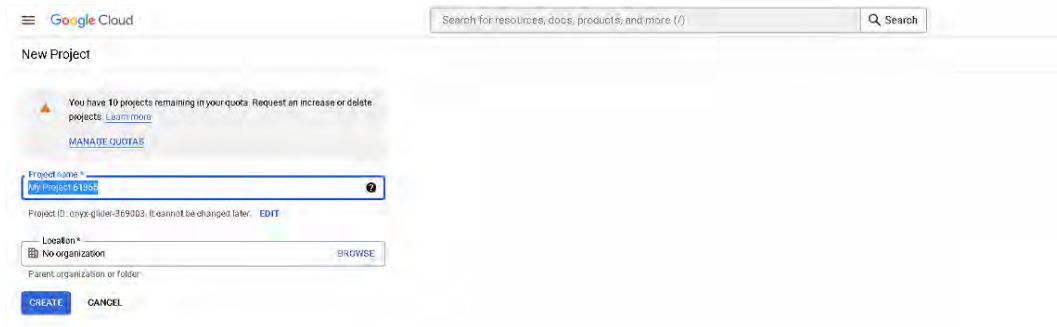 Google Cloud
Search for resources, docs, products, and more (/)
Search
New Project
You have 10 projects remaining in your quota. Request an increase or delete
projects. Learn more
MANAGE QUOTAS
Project name *
My Project 61365
Project ID: onyx-glider-369003. It cannot be changed later. EDIT
Location *
No organization BROWSE
Parent organization or folder
CREATE CANCEL